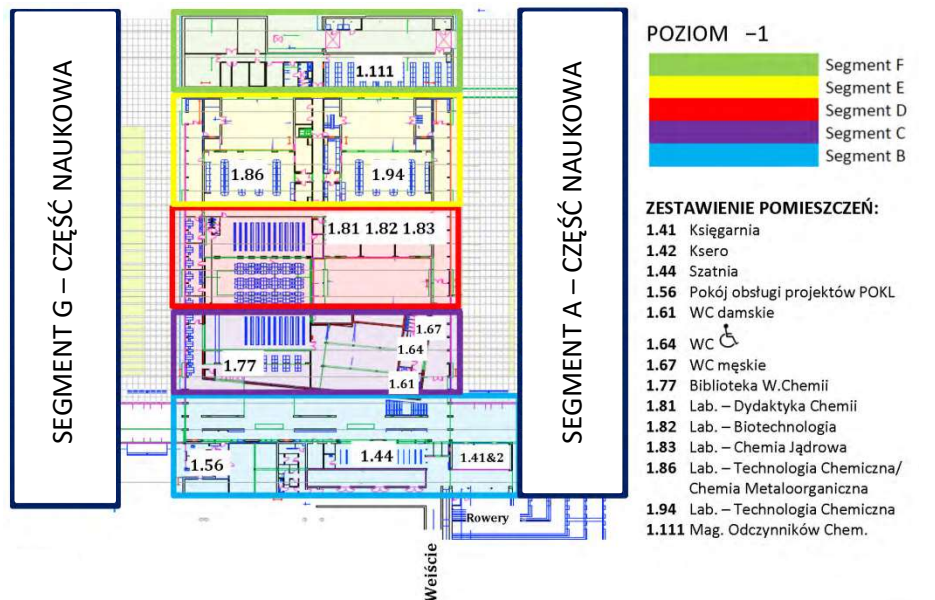 POZIOM –1
Segment F
Segment E
Segment D
Segment C
Segment B
ZESTAWIENIE POMIESZCZEŃ:
1.41 Księgarnia
1.42 Ksero
1.44 Szatnia
1.56 Pokój obsługi projektów POKL
1.61 WC damskie
1.64 WC
1.67 WC męskie
1.77 Biblioteka W.Chemii
1.81 Lab. – Dydaktyka Chemii
1.82 Lab. – Biotechnologia
1.83 Lab. – Chemia Jądrowa
1.86 Lab. – Technologia Chemiczna/
Chemia Metaloorganiczna
1.94 Lab. – Technologia Chemiczna
1.111 Mag. Odczynników Chem.
SEGMENT G – CZĘŚĆ NAUKOWA
SEGMENT A – CZĘŚĆ NAUKOWA
1.111
1.86
1.94
1.81 1.82 1.83
1.67
1.64
1.77
1.61
1.56
1.44
1.41&2
Rowery
Wejście